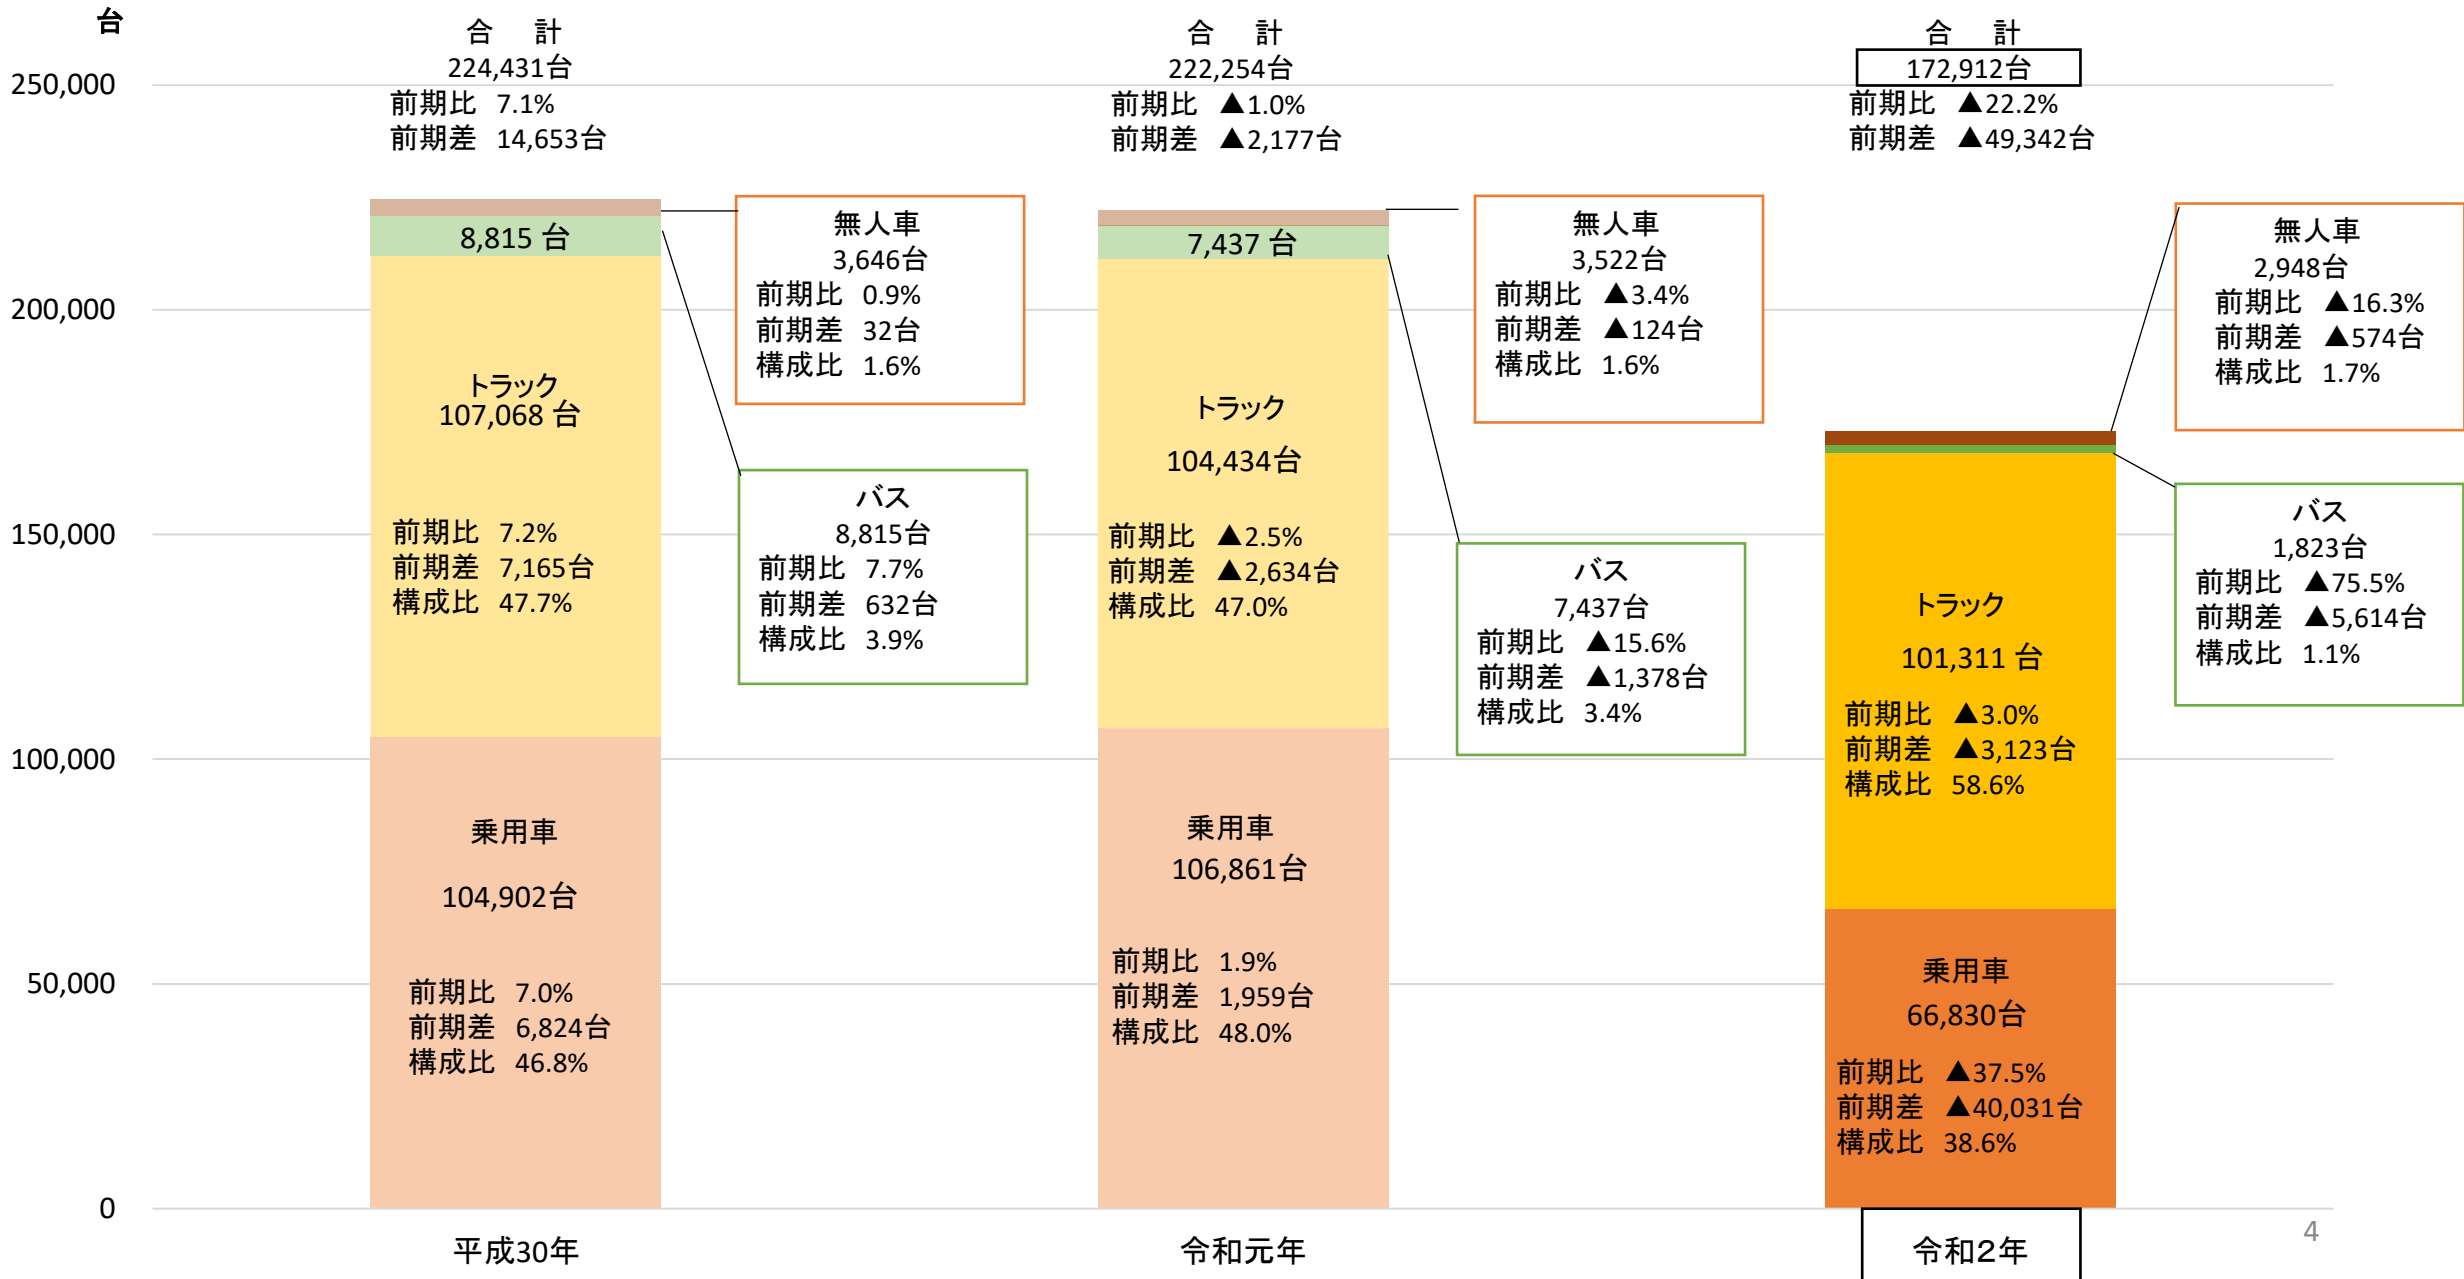 台
250,000
200,000
150,000
100,000
50,000
0
合　計
224,431台
前期比 7.1%
前期差 14,653台
8,815 台
トラック
107,068 台
前期比 7.2%
前期差 7,165台
構成比 47.7%
乗用車
104,902台
前期比 7.0%
前期差 6,824台
構成比 46.8%
平成30年
無人車
3,646台
前期比 0.9%
前期差 32台
構成比 1.6%
バス
8,815台
前期比 7.7%
前期差 632台
構成比 3.9%
合　計
222,254台
前期比 ▲1.0%
前期差 ▲2,177台
7,437 台
トラック
104,434台
前期比 ▲2.5%
前期差 ▲2,634台
構成比 47.0%
乗用車
106,861台
前期比 1.9%
前期差 1,959台
構成比 48.0%
令和元年
無人車
3,522台
前期比 ▲3.4%
前期差 ▲124台
構成比 1.6%
バス
7,437台
前期比 ▲15.6%
前期差 ▲1,378台
構成比 3.4%
合　計
172,912台
前期比 ▲22.2%
前期差 ▲49,342台
トラック
101,311 台
前期比 ▲3.0%
前期差 ▲3,123台
構成比 58.6%
乗用車
66,830台
前期比 ▲37.5%
前期差 ▲40,031台
構成比 38.6%
令和2年
無人車
2,948台
前期比 ▲16.3%
前期差 ▲574台
構成比 1.7%
バス
1,823台
前期比 ▲75.5%
前期差 ▲5,614台
構成比 1.1%
4